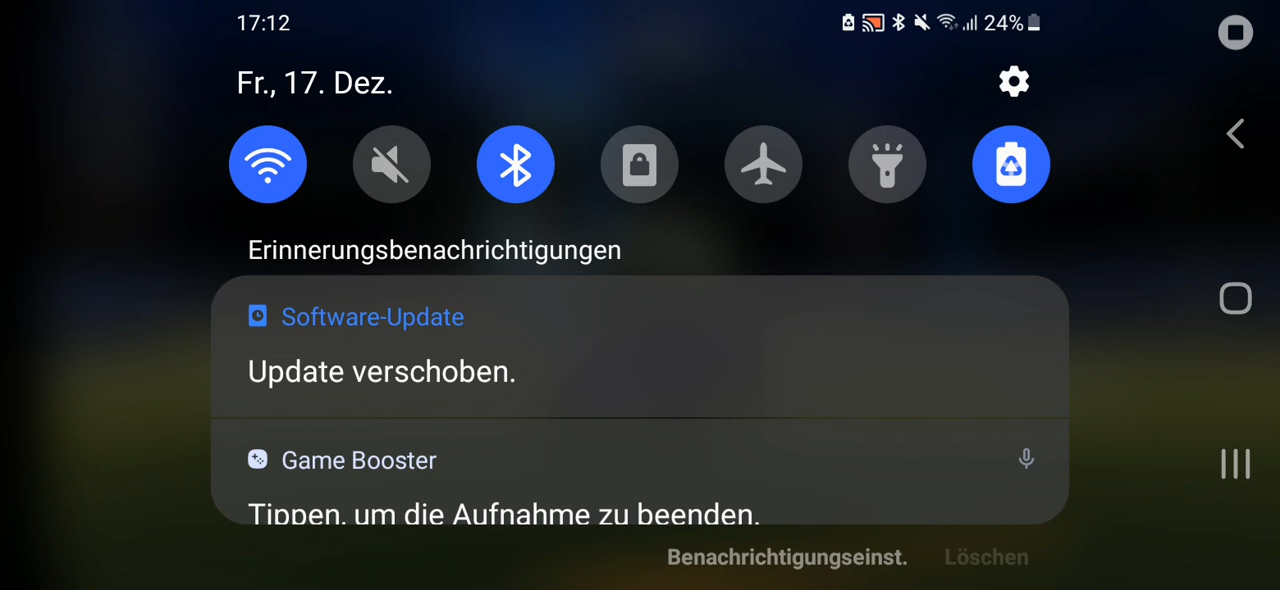 17:12
24%
Fr., 17. Dez.
Erinnerungsbenachrichtigungen
Software-Update
Update verschoben.
Game Booster
Tippen, um die Aufnahme zu beenden.
Benachrichtigungseinst.
Löschen